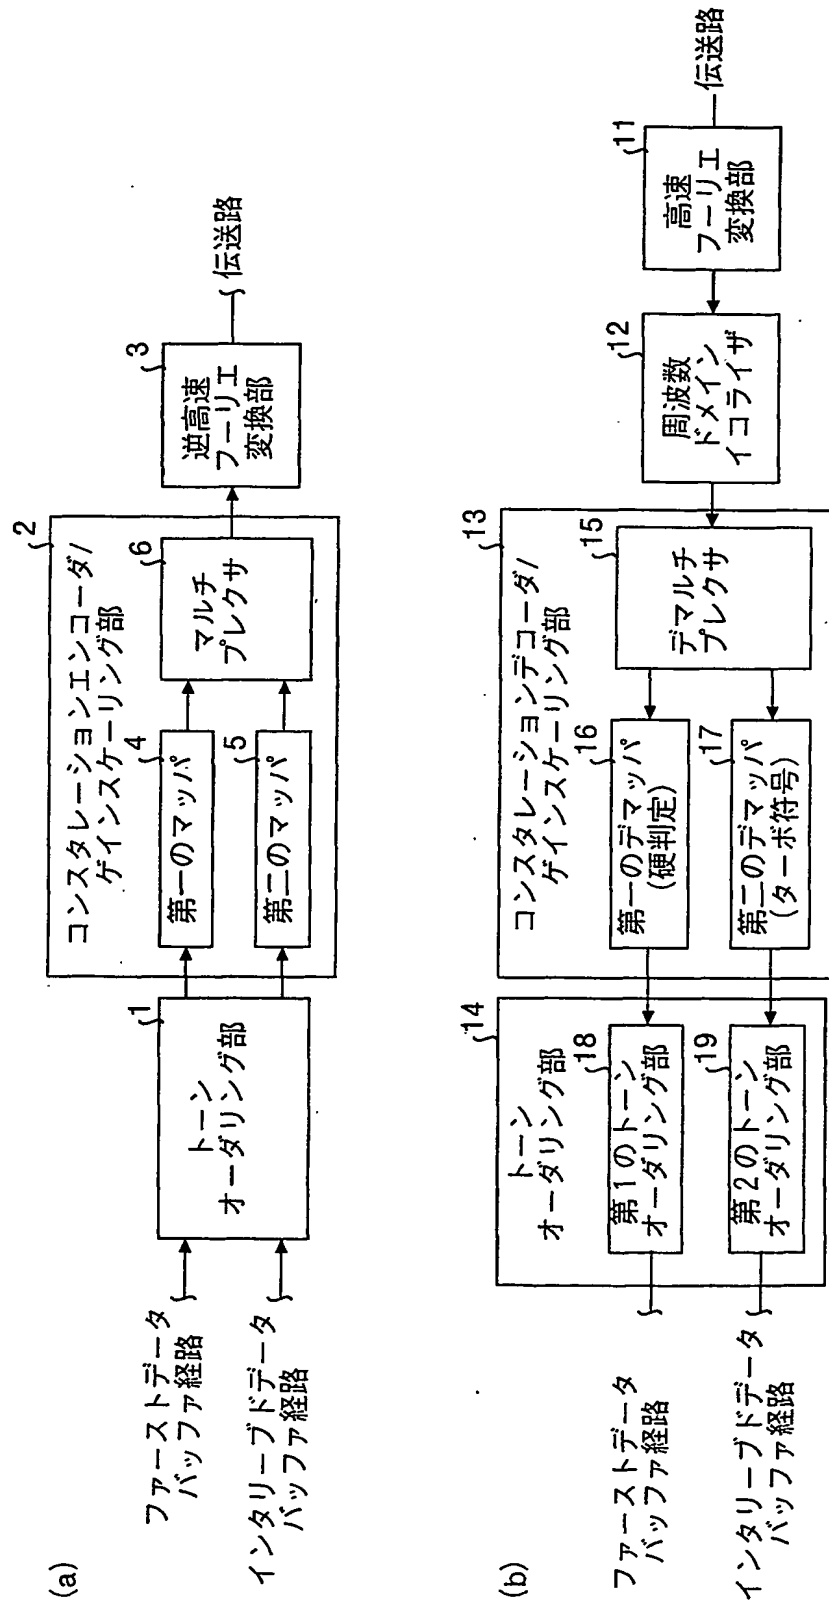 (a)
ファーストデータ
バッファ経路
インタリーブドデータ
バッファ経路
1
トーン
オーダリング部
2
コンスタレーションエンコーダ/
ゲインスケーリング部
4
第一のマッパ
5
第二のマッパ
6
マルチ
プレクサ
3
逆高速
フーリエ
変換部
伝送路
(b)
ファーストデータ
バッファ経路
インタリーブドデータ
バッファ経路
14
トーン
オーダリング部
18
第1のトーン
オーダリング部
19
第2のトーン
オーダリング部
13
コンスタレーションデコーダ/
ゲインスケーリング部
16
第一のデマッパ
(硬判定)
17
第二のデマッパ
(ターボ符号)
15
デマルチ
プレクサ
12
周波数
ドメイン
イコライザ
11
高速
フーリエ
変換部
伝送路